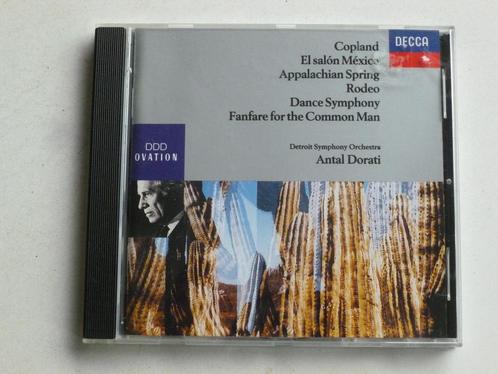 Copland
El salón México
Appalachian Spring
Rodeo
Dance Symphony
Fanfare for the Common Man
Detroit Symphony Orchestra
Antal Dorati
DECCA
DDD
OVATION